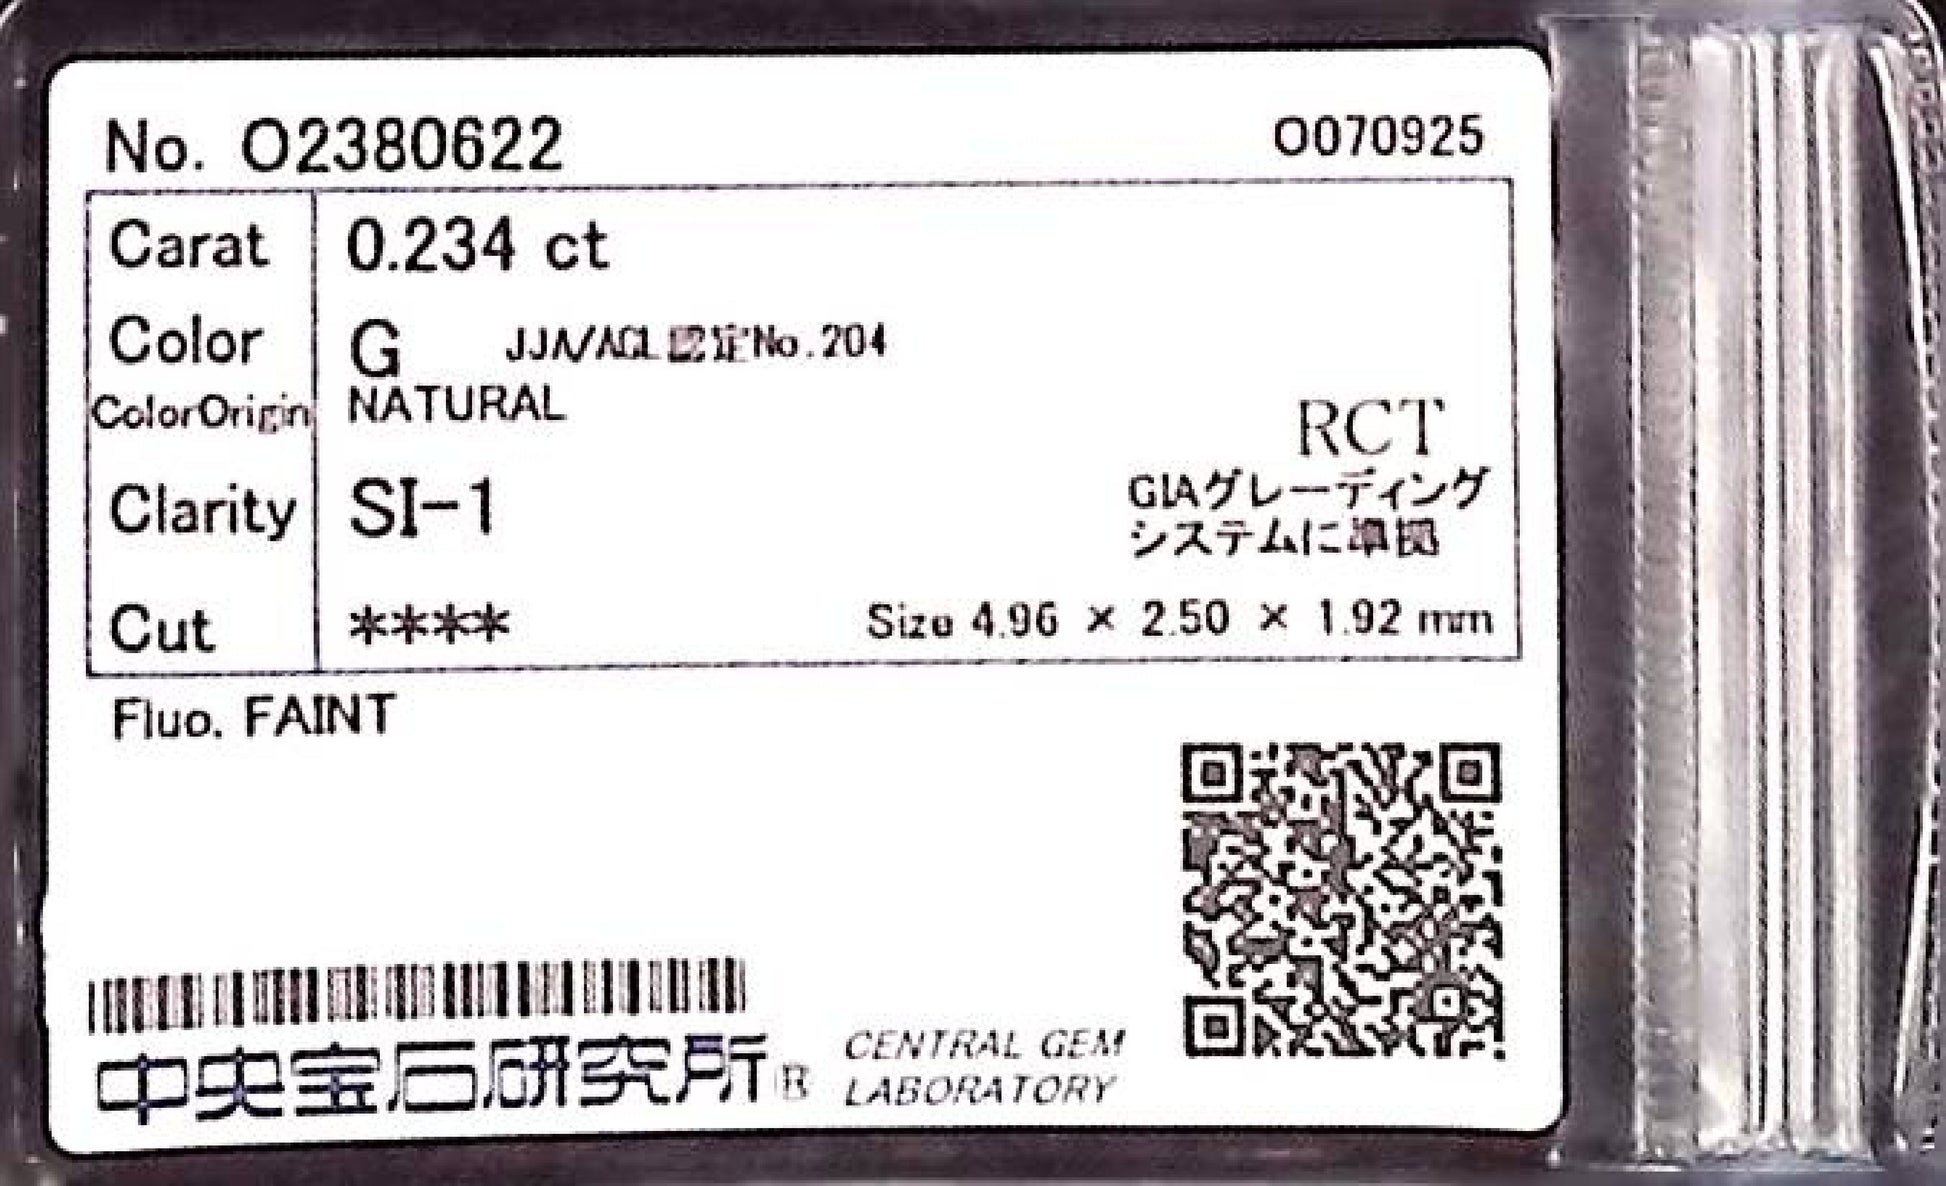 No. O2380622
O070925
Carat 0.234 ct
Color G JJA/AGL認定No.204
ColorOrigin NATURAL
RCT
Clarity SI-1
GIAグレーディング
システムに準拠
Cut ****
Size 4.96 × 2.50 × 1.92 mm
Fluo. FAINT
中央宝石研究所®
CENTRAL GEM
LABORATORY